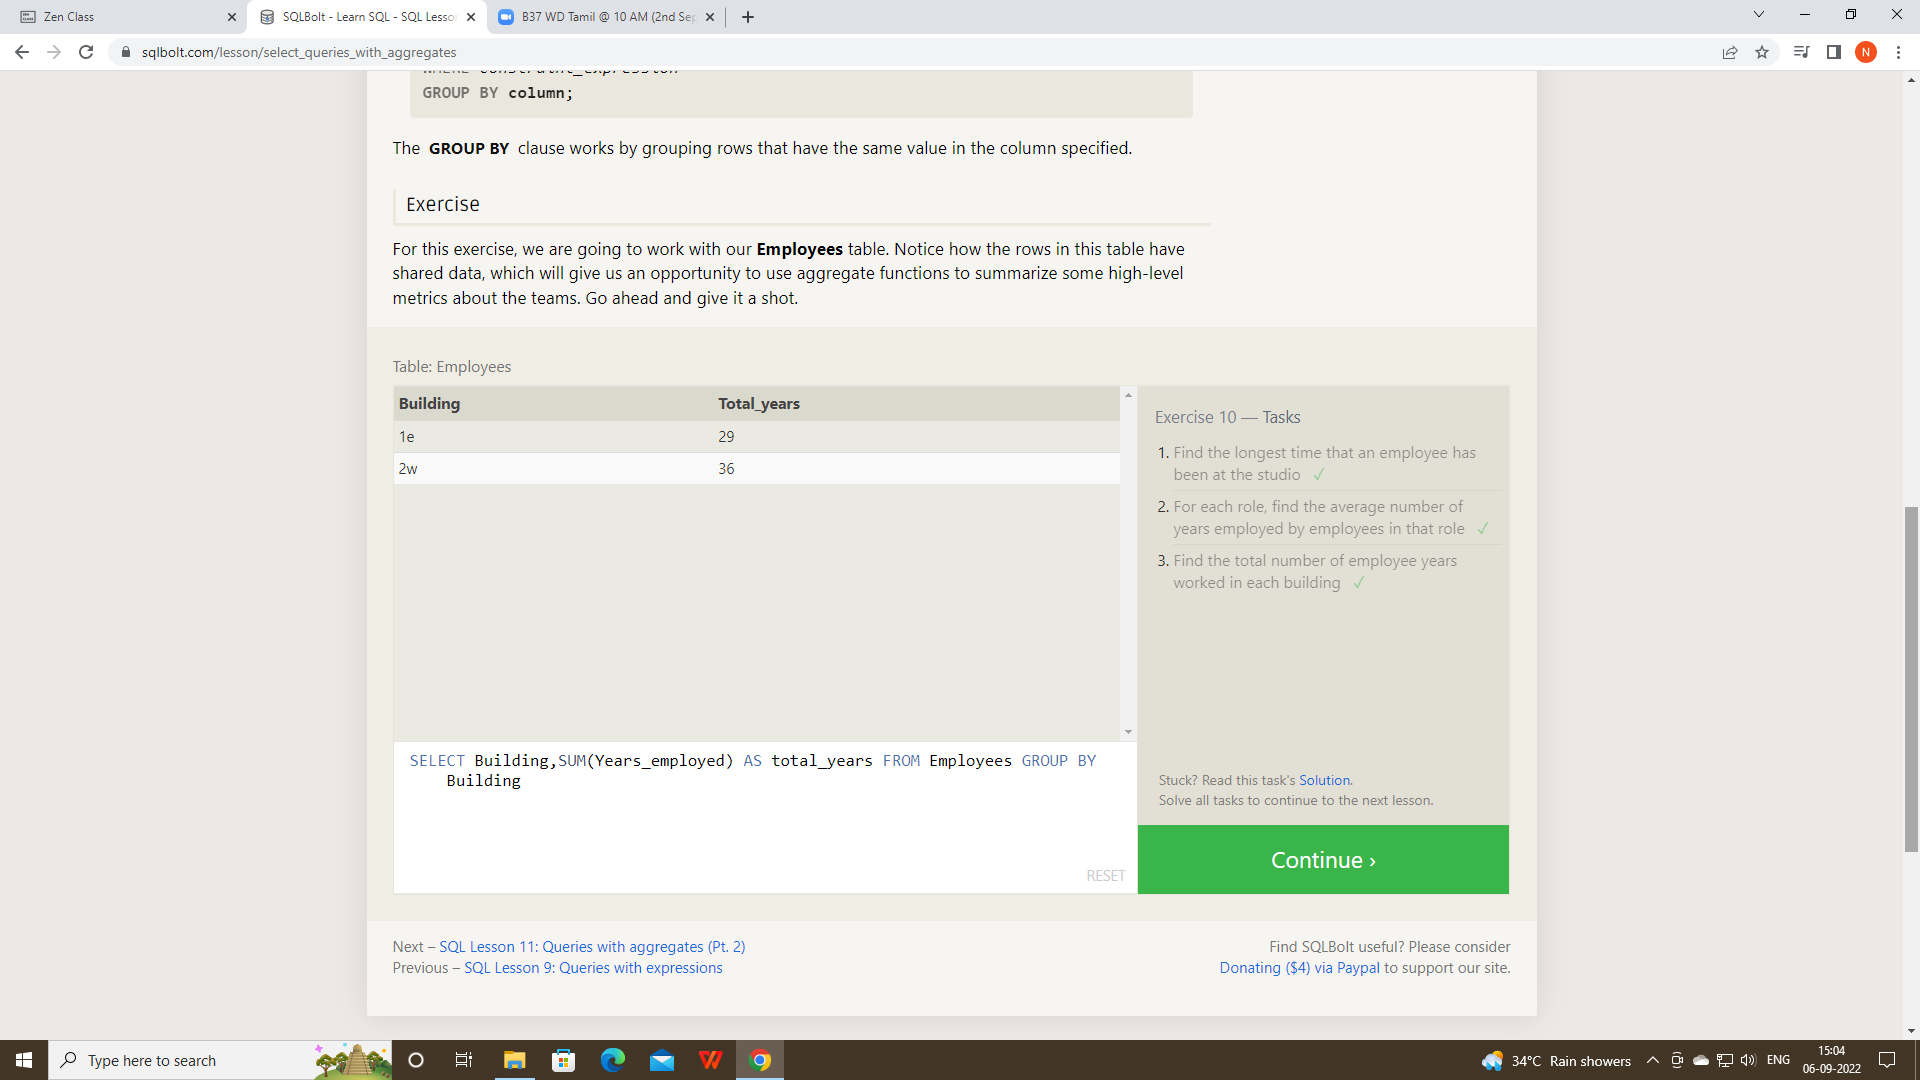 Zen Class
SQLBolt - Learn SQL - SQL Lesso
B37 WD Tamil @ 10 AM (2nd Sep
sqlbolt.com/lesson/select_queries_with_aggregates
N
GROUP BY column;
The GROUP BY clause works by grouping rows that have the same value in the column specified.
Exercise
For this exercise, we are going to work with our Employees table. Notice how the rows in this table have
shared data, which will give us an opportunity to use aggregate functions to summarize some high-level
metrics about the teams. Go ahead and give it a shot.
Table: Employees
Building Total_years
1e 29
2w 36
SELECT Building,SUM(Years_employed) AS total_years FROM Employees GROUP BY
Building
RESET
Exercise 10 — Tasks
1. Find the longest time that an employee has
been at the studio ✓
2. For each role, find the average number of
years employed by employees in that role ✓
3. Find the total number of employee years
worked in each building ✓
Stuck? Read this task's Solution.
Solve all tasks to continue to the next lesson.
Continue ›
Next – SQL Lesson 11: Queries with aggregates (Pt. 2)
Previous – SQL Lesson 9: Queries with expressions
Find SQLBolt useful? Please consider
Donating ($4) via Paypal to support our site.
Type here to search
34°C Rain showers
ENG
15:04
06-09-2022